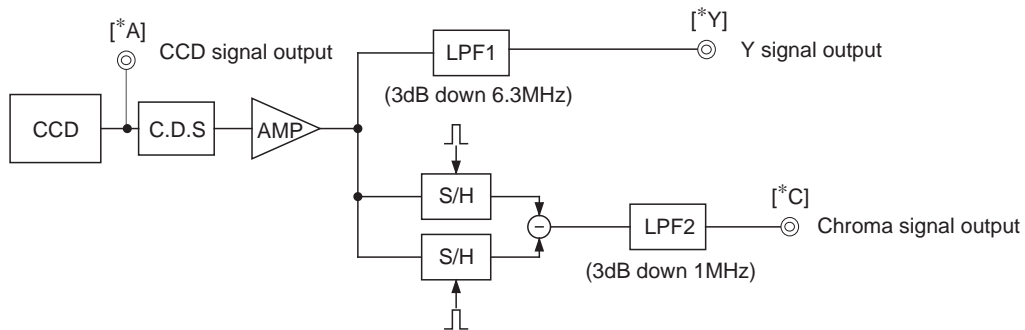 [*A]
CCD signal output
[*Y]
Y signal output
LPF1
(3dB down 6.3MHz)
CCD
C.D.S
AMP
S/H
[*C]
−
LPF2
Chroma signal output
S/H
(3dB down 1MHz)